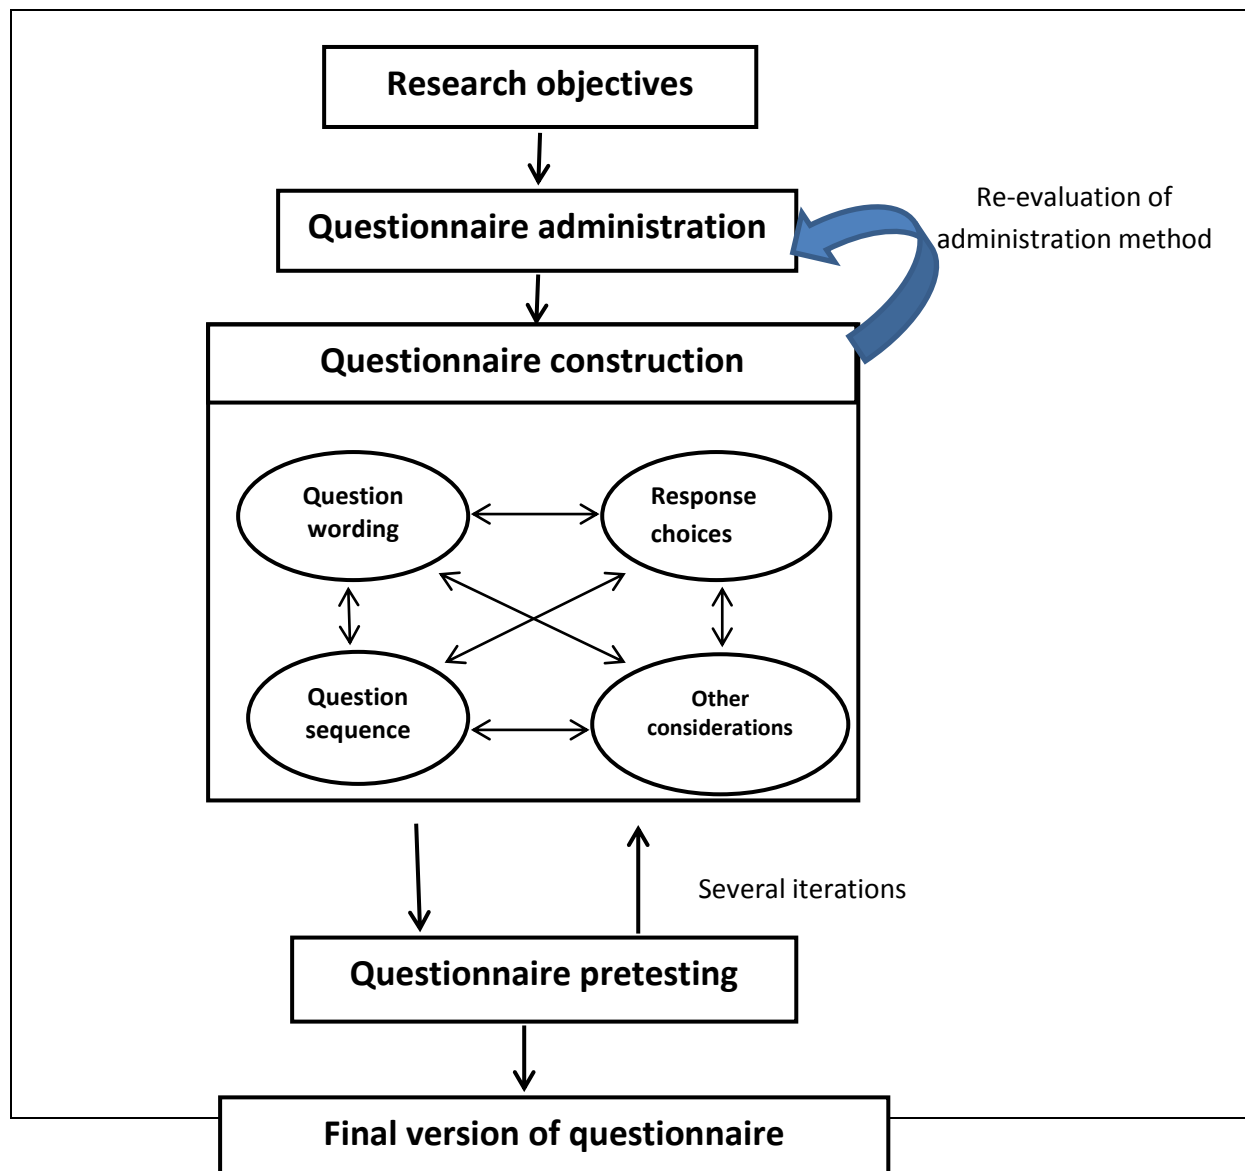 Research objectives
Questionnaire administration
Re-evaluation of
administration method
Questionnaire construction
Question
wording
Response
choices
Question
sequence
Other
considerations
Several iterations
Questionnaire pretesting
Final version of questionnaire